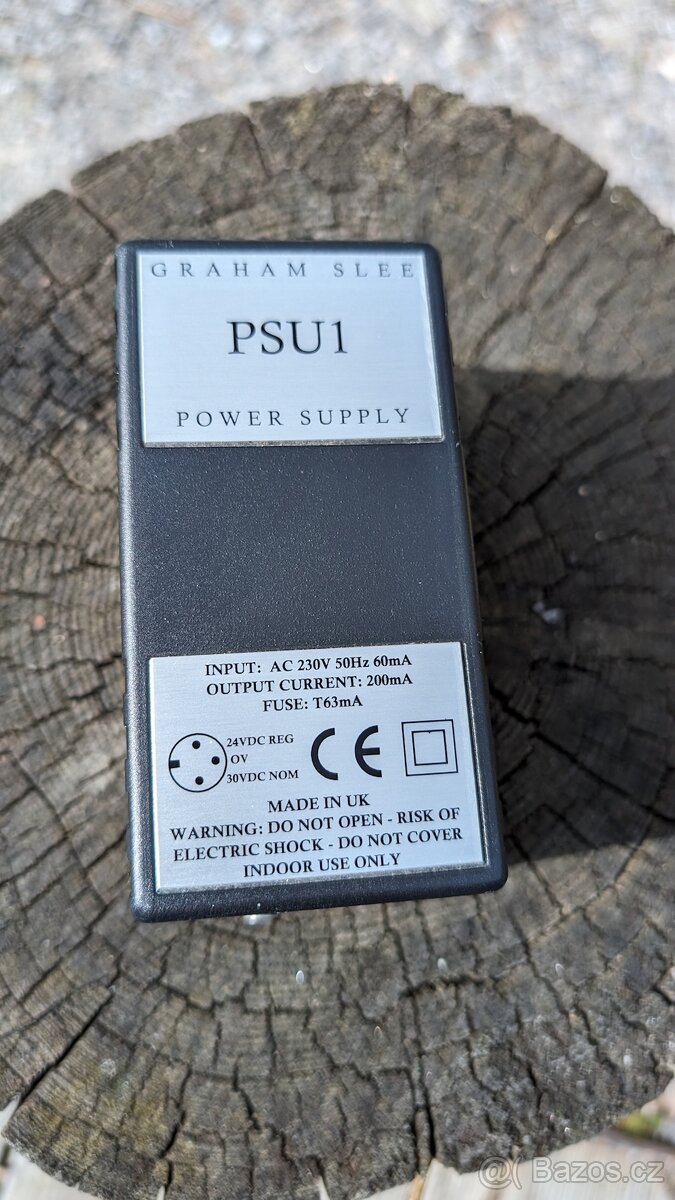 GRAHAM SLEE
PSU1
POWER SUPPLY
INPUT: AC 230V 50Hz 60mA
OUTPUT CURRENT: 200mA
FUSE: T63mA
24VDC REG
OV
30VDC NOM
CE
MADE IN UK
WARNING: DO NOT OPEN - RISK OF
ELECTRIC SHOCK - DO NOT COVER
INDOOR USE ONLY
@ Bazos.cz